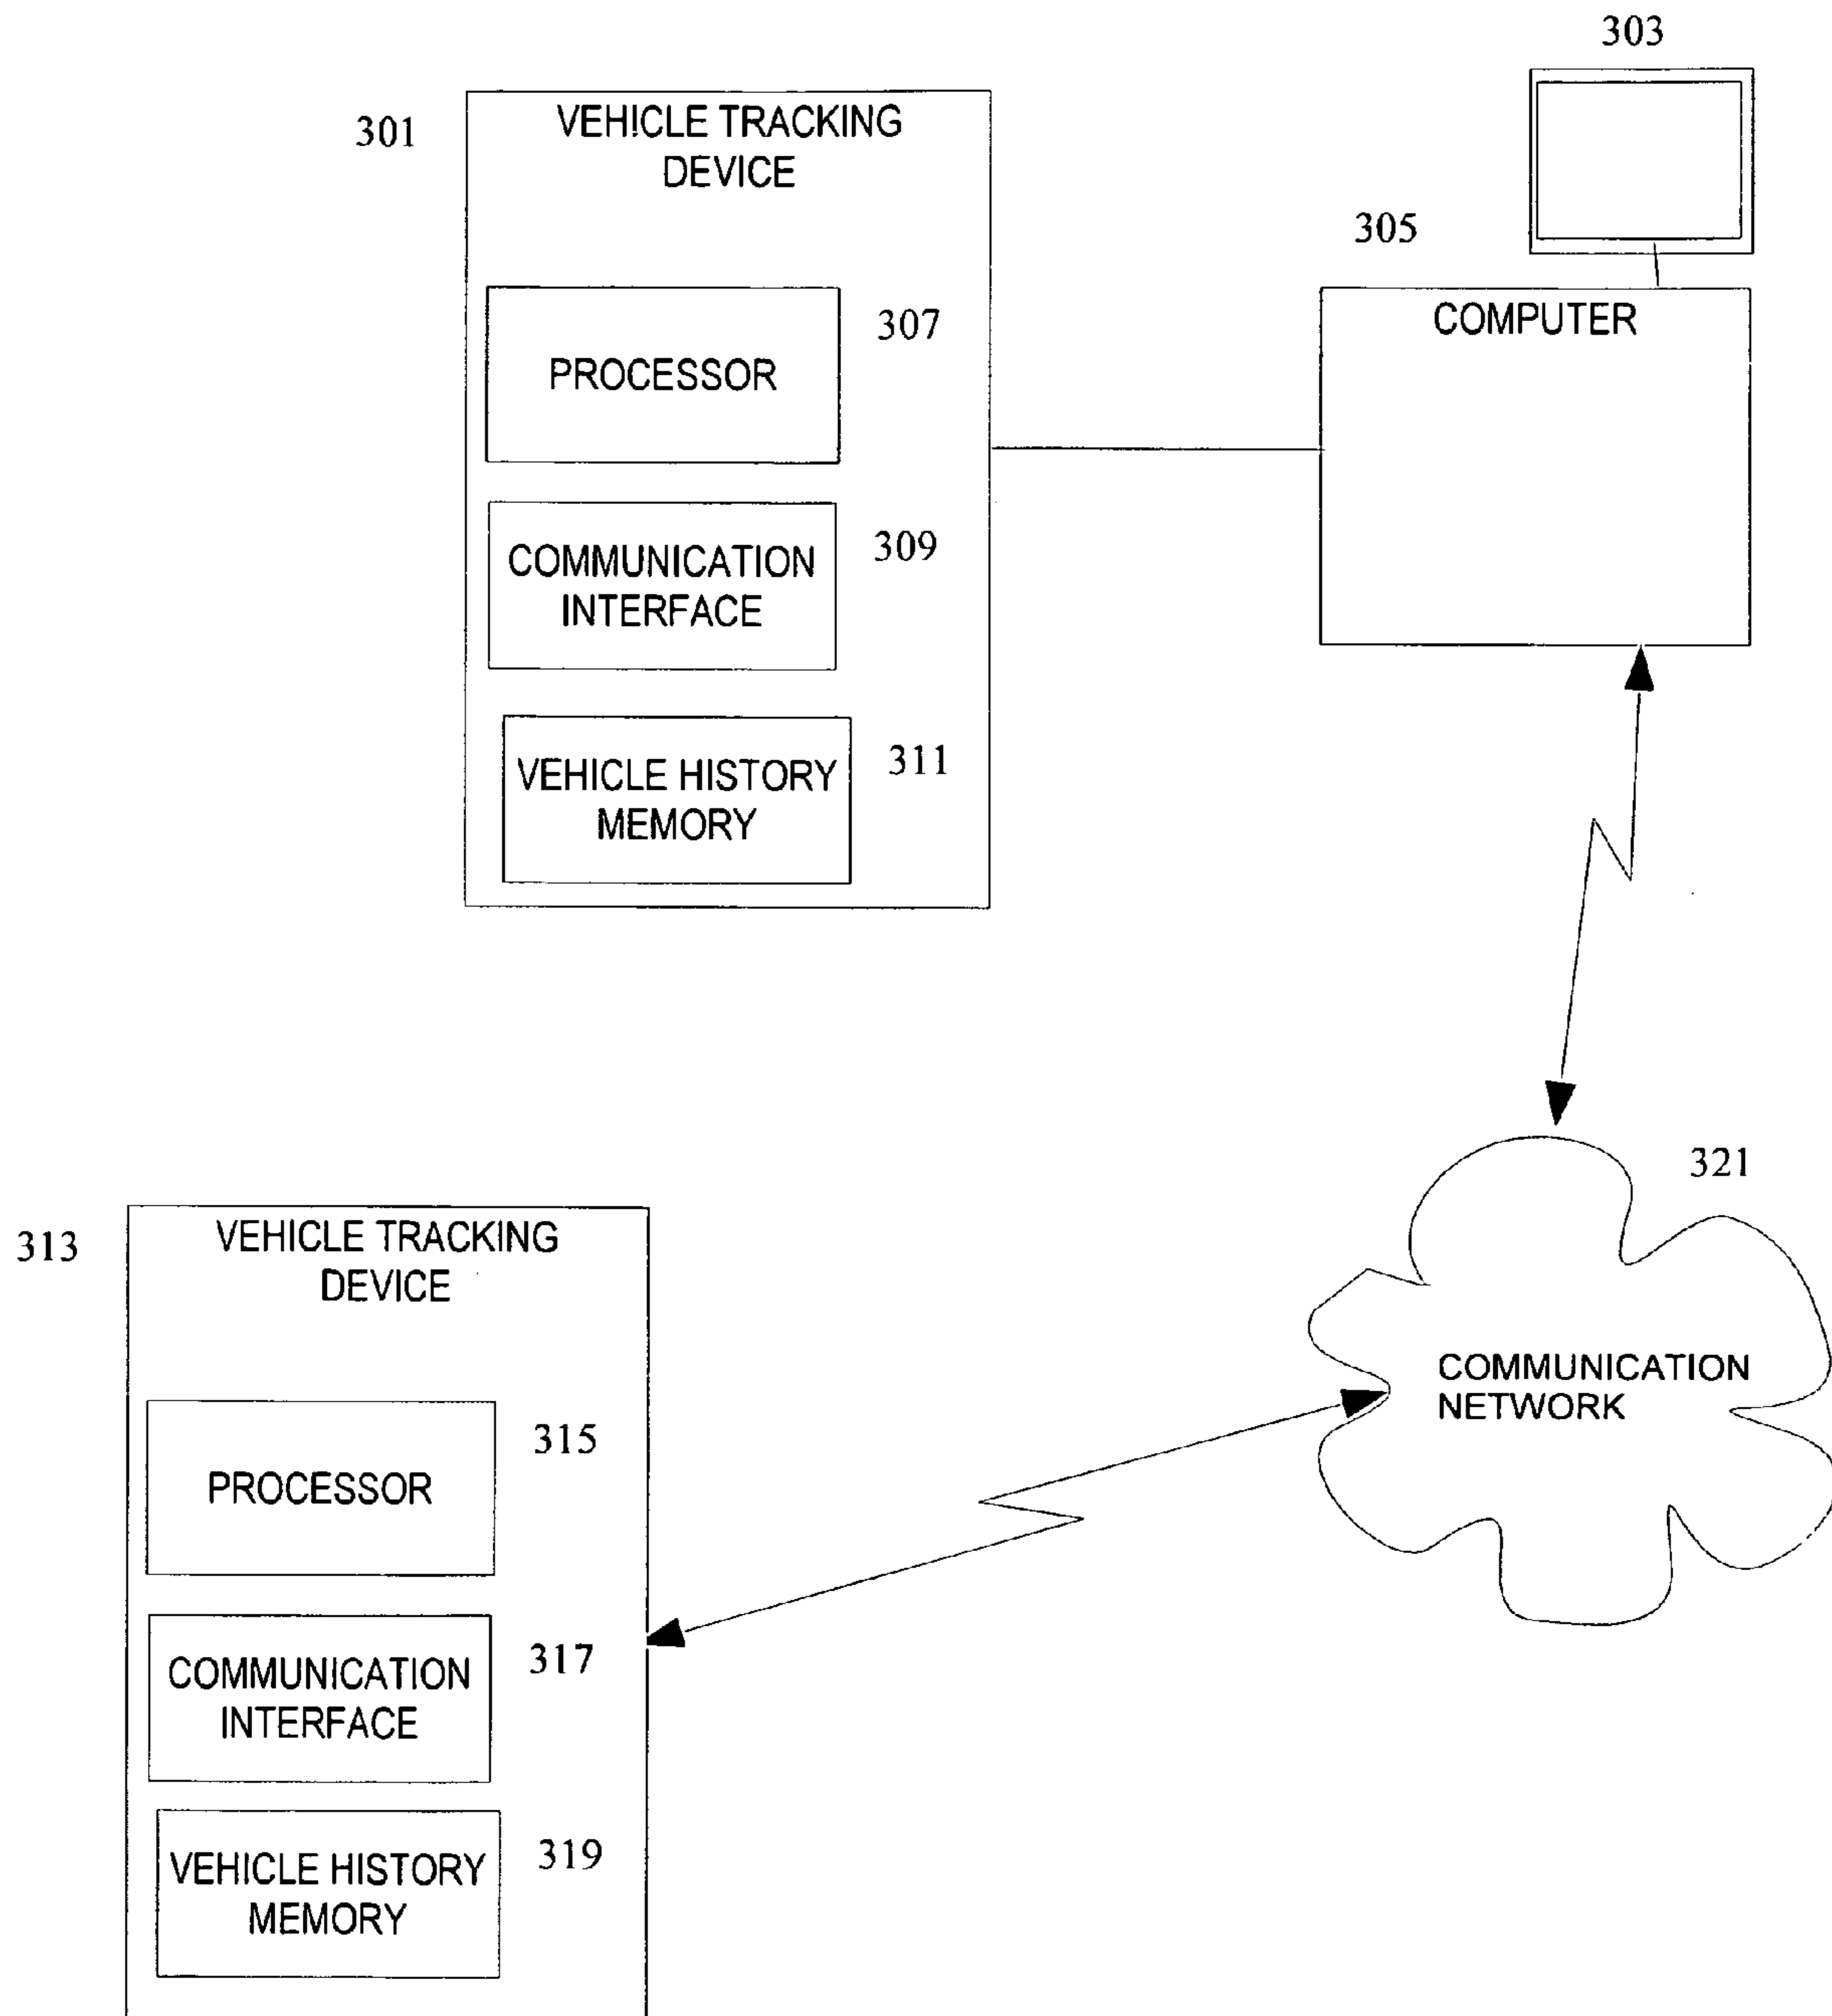 303
301
VEHICLE TRACKING
DEVICE
305
307
PROCESSOR
COMPUTER
309
COMMUNICATION
INTERFACE
311
VEHICLE HISTORY
MEMORY
321
313
VEHICLE TRACKING
DEVICE
COMMUNICATION
NETWORK
315
PROCESSOR
317
COMMUNICATION
INTERFACE
319
VEHICLE HISTORY
MEMORY